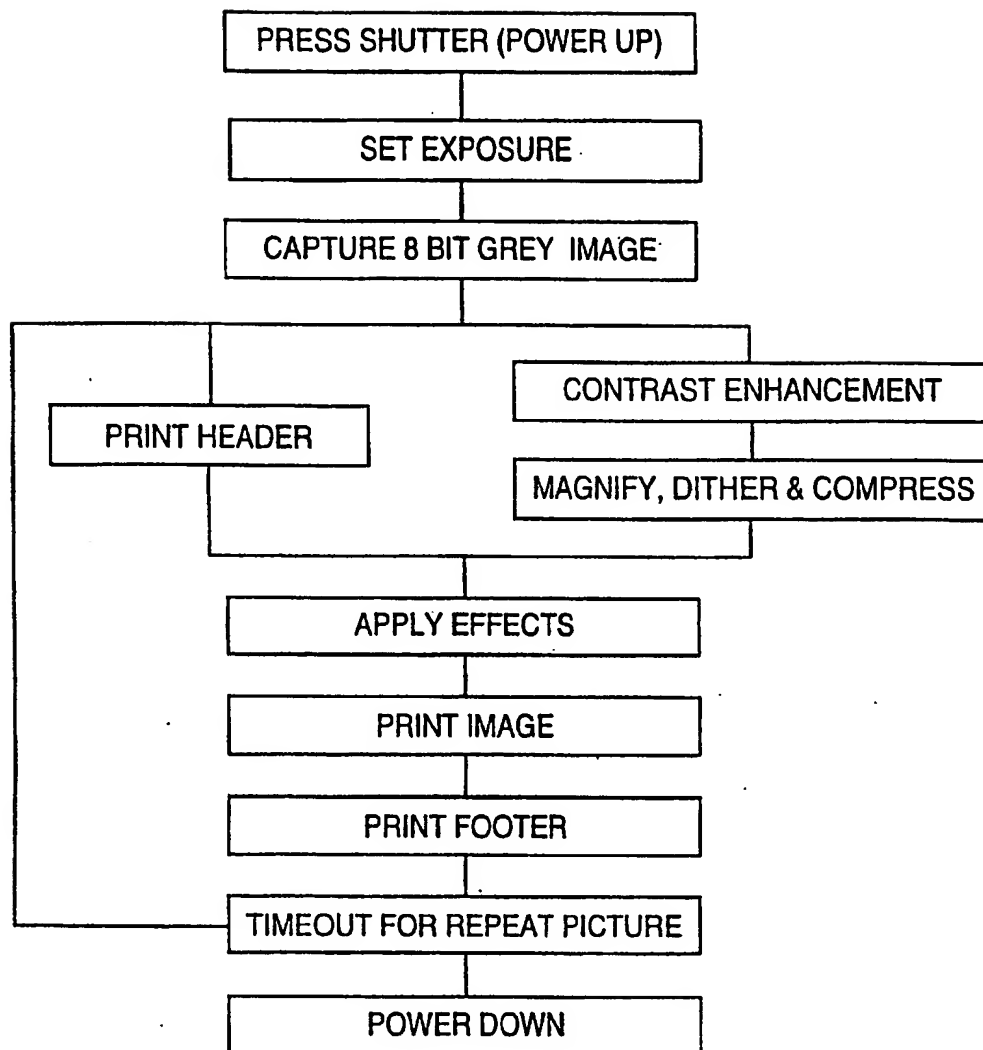 PRESS SHUTTER (POWER UP)
SET EXPOSURE
CAPTURE 8 BIT GREY IMAGE
CONTRAST ENHANCEMENT
PRINT HEADER
MAGNIFY, DITHER & COMPRESS
APPLY EFFECTS
PRINT IMAGE
PRINT FOOTER
TIMEOUT FOR REPEAT PICTURE
POWER DOWN